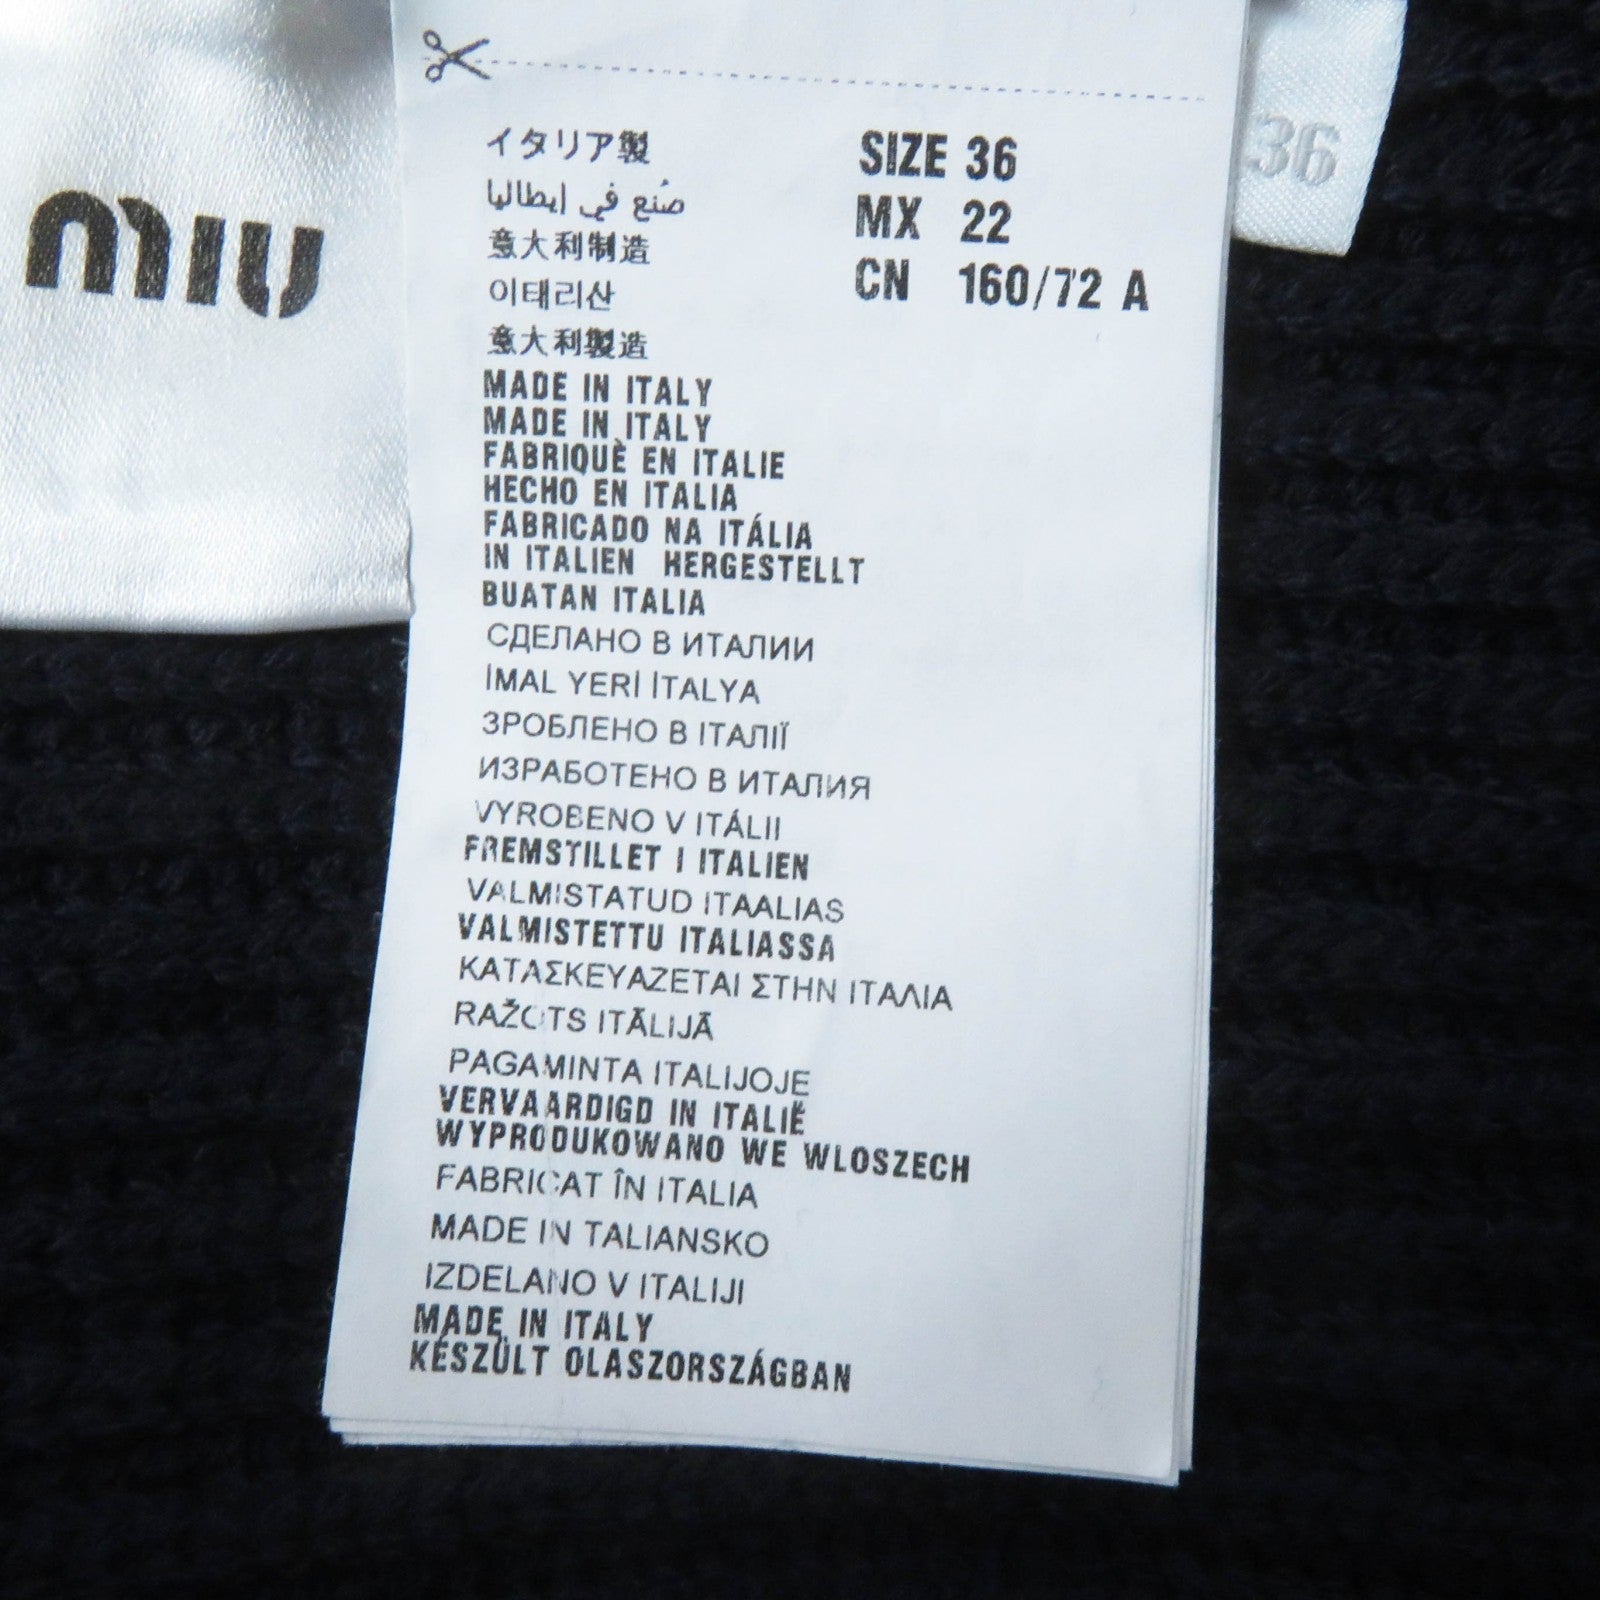 miu
36
イタリア製
صُنع في إيطاليا
意大利制造
이태리산
意大利製造
MADE IN ITALY
MADE IN ITALY
FABRIQUÈ EN ITALIE
HECHO EN ITALIA
FABRICADO NA ITÁLIA
IN ITALIEN HERGESTELLT
BUATAN ITALIA
СДЕЛАНО В ИТАЛИИ
İMAL YERİ İTALYA
ЗРОБЛЕНО В ІТАЛІЇ
ИЗРАБОТЕНО В ИТАЛИЯ
VYROBENO V ITÁLII
FREMSTILLET I ITALIEN
VALMISTATUD ITAALIAS
VALMISTETTU ITALIASSA
ΚΑΤΑΣΚΕΥΑΖΕΤΑΙ ΣΤΗΝ ΙΤΑΛΙΑ
RAŽOTS ITĀLIJĀ
PAGAMINTA ITALIJOJE
VERVAARDIGD IN ITALIË
WYPRODUKOWANO WE WLOSZECH
FABRICAT ÎN ITALIA
MADE IN TALIANSKO
IZDELANO V ITALIJI
MADE IN ITALY
KÉSZÜLT OLASZORSZÁGBAN
SIZE 36
MX 22
CN 160/72 A